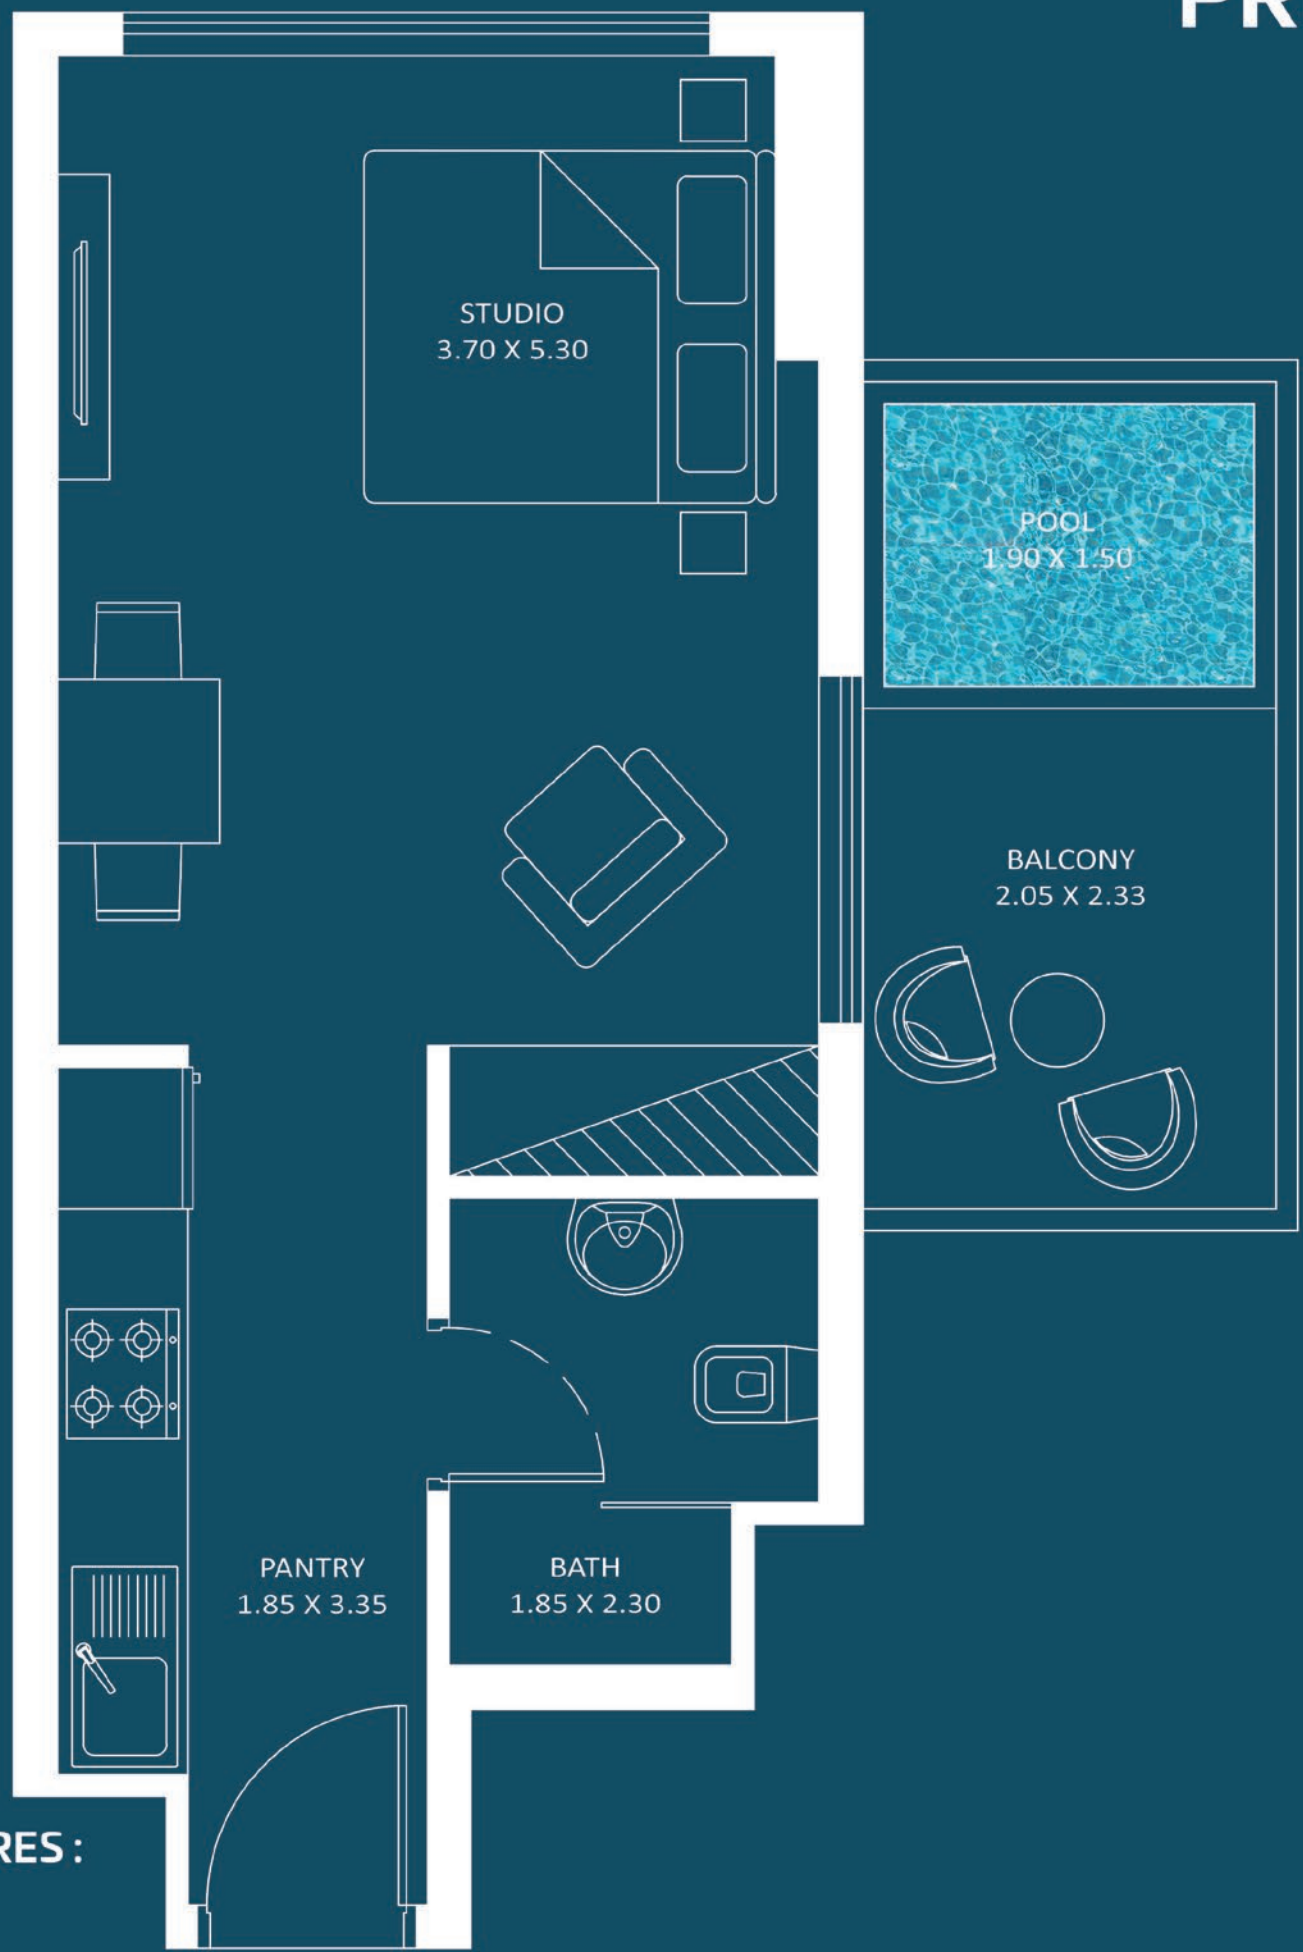 PR
STUDIO
3.70 X 5.30
POOL
1.90 X 1.50
BALCONY
2.05 X 2.33
PANTRY
1.85 X 3.35
BATH
1.85 X 2.30
RES :